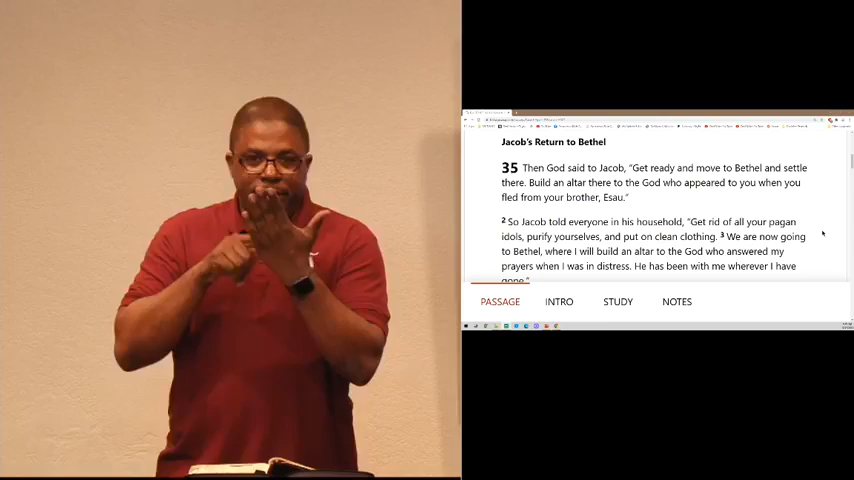 Jacob's Return to Bethel
35 Then God said to Jacob, "Get ready and move to Bethel and settle
there. Build an altar there to the God who appeared to you when you
fled from your brother, Esau."
2 So Jacob told everyone in his household, "Get rid of all your pagan
idols, purify yourselves, and put on clean clothing. 3 We are now going
to Bethel, where I will build an altar to the God who answered my
prayers when I was in distress. He has been with me wherever I have
gone."
PASSAGE INTRO STUDY NOTES